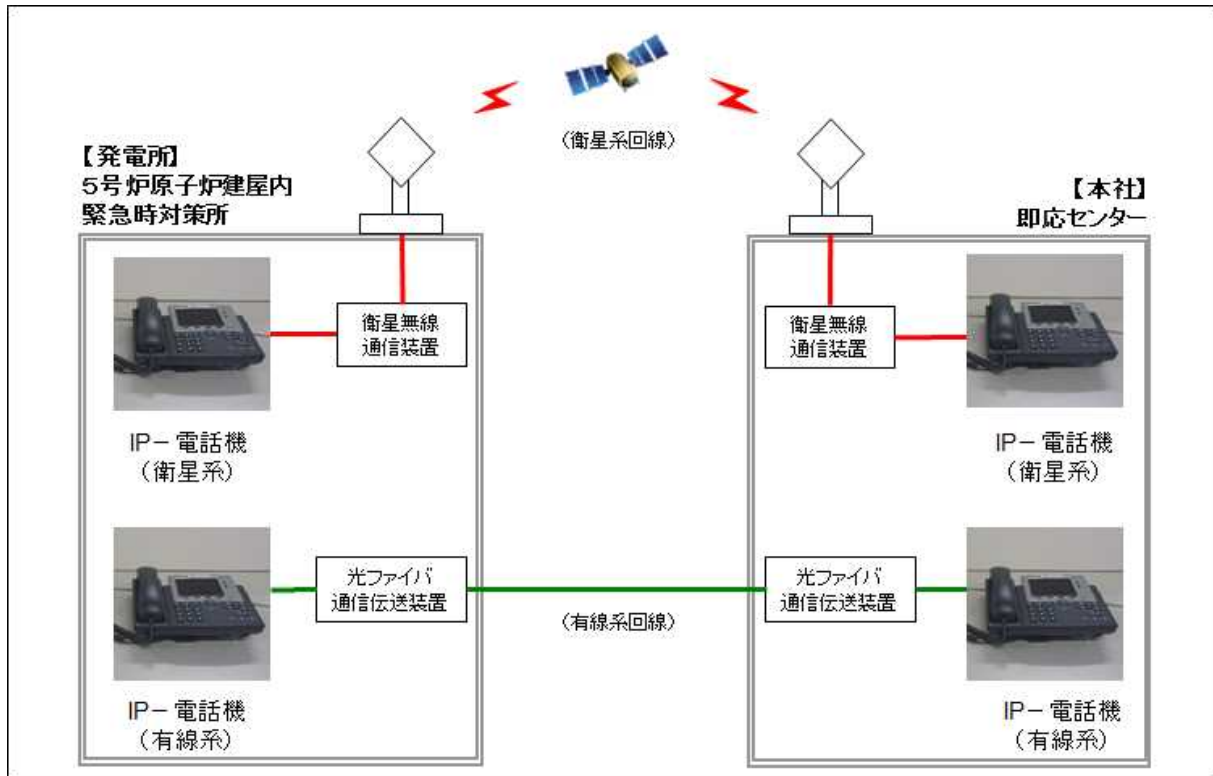 (衛星系回線)
【発電所】
5号炉原子炉建屋内
緊急時対策所
【本社】
即応センター
衛星無線
通信装置
衛星無線
通信装置
IP-電話機
(衛星系)
IP-電話機
(衛星系)
光ファイバ
通信伝送装置
(有線系回線)
光ファイバ
通信伝送装置
IP-電話機
(有線系)
IP-電話機
(有線系)